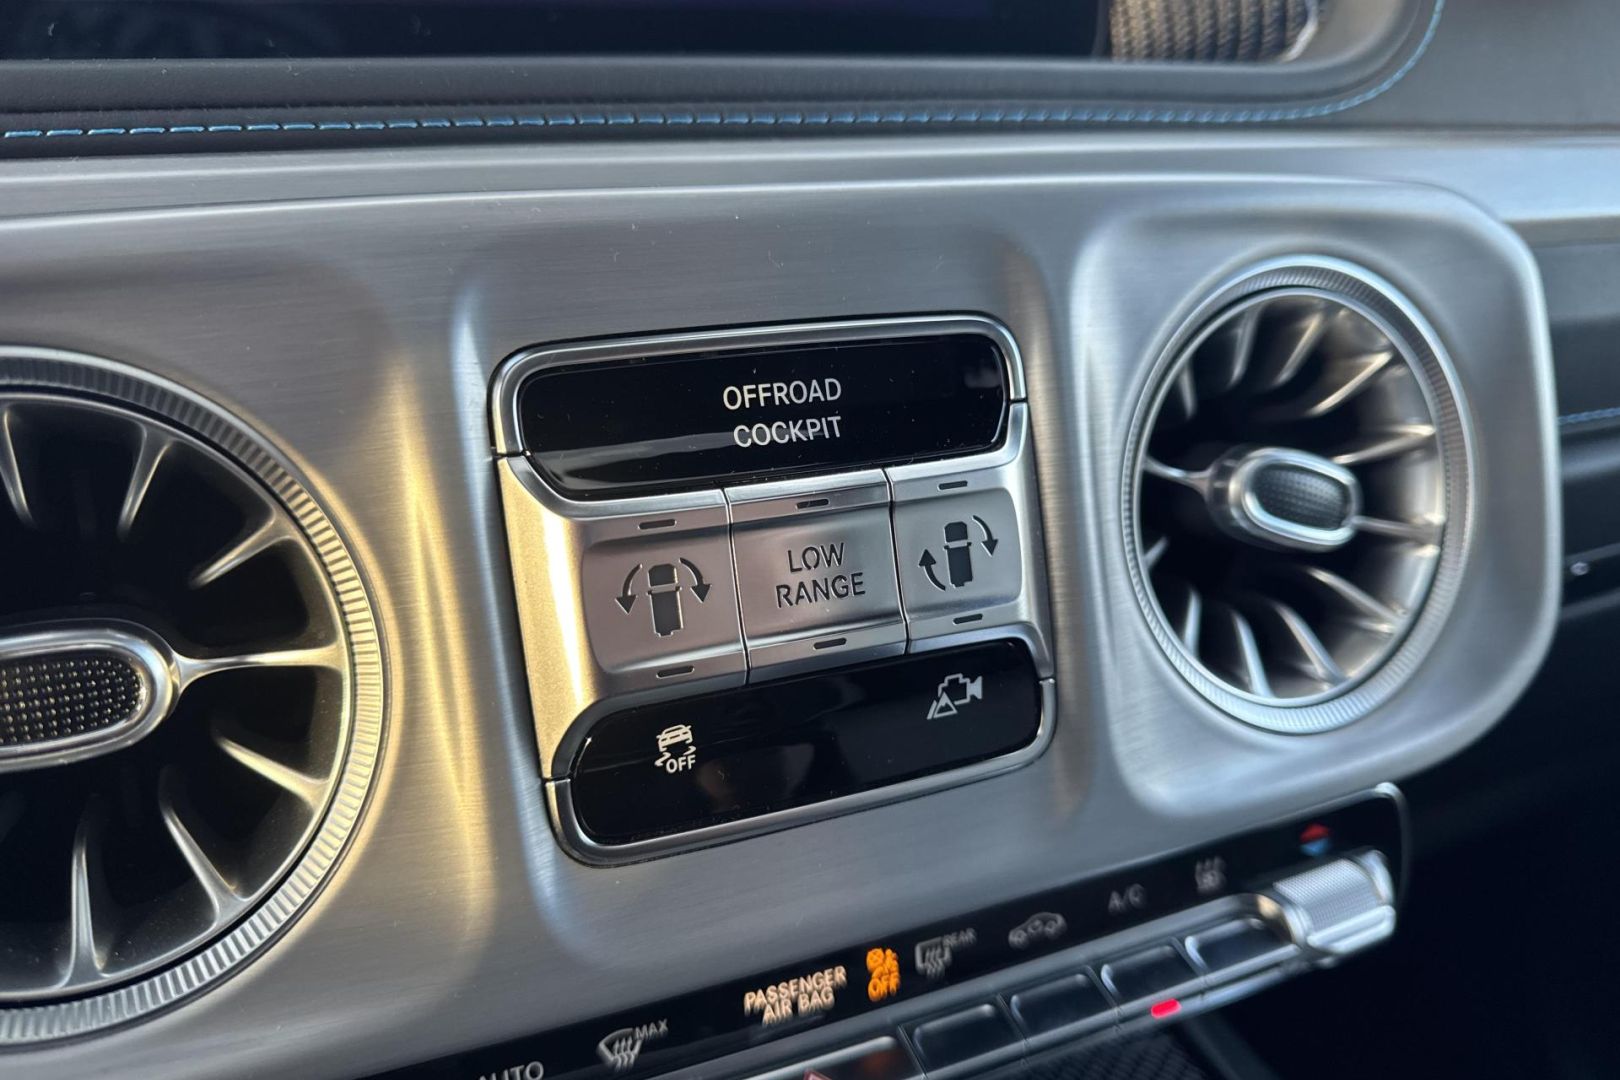 OFFROAD
COCKPIT
LOW
RANGE
OFF
A/C
REAR
OFF
PASSENGER
AIR BAG
MAX
AUTO